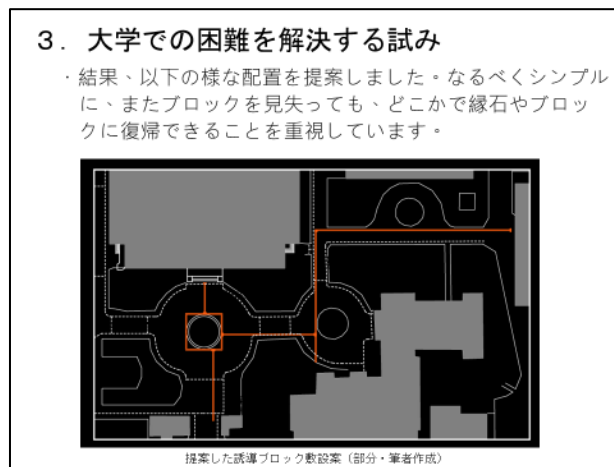 ３．大学での困難を解決する試み
・結果、以下の様な配置を提案しました。なるべくシンプル
に、またブロックを見失っても、どこかで縁石やブロッ
クに復帰できることを重視しています。
提案した誘導ブロック敷設案（部分・筆者作成）